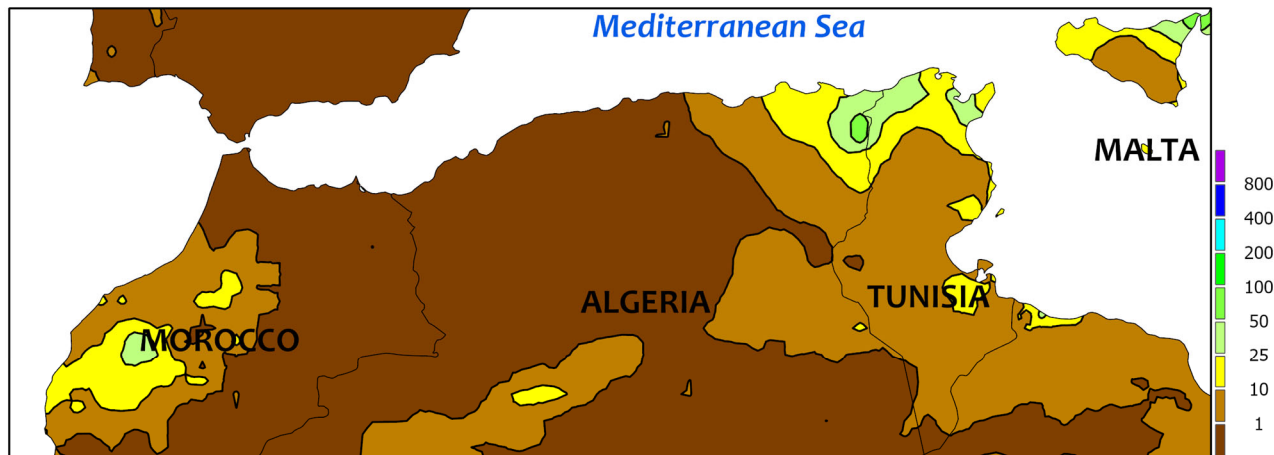 Mediterranean Sea
MALTA
800
400
ALGERIA
TUNISIA
200
100
MOROCCO
50
25
10
1